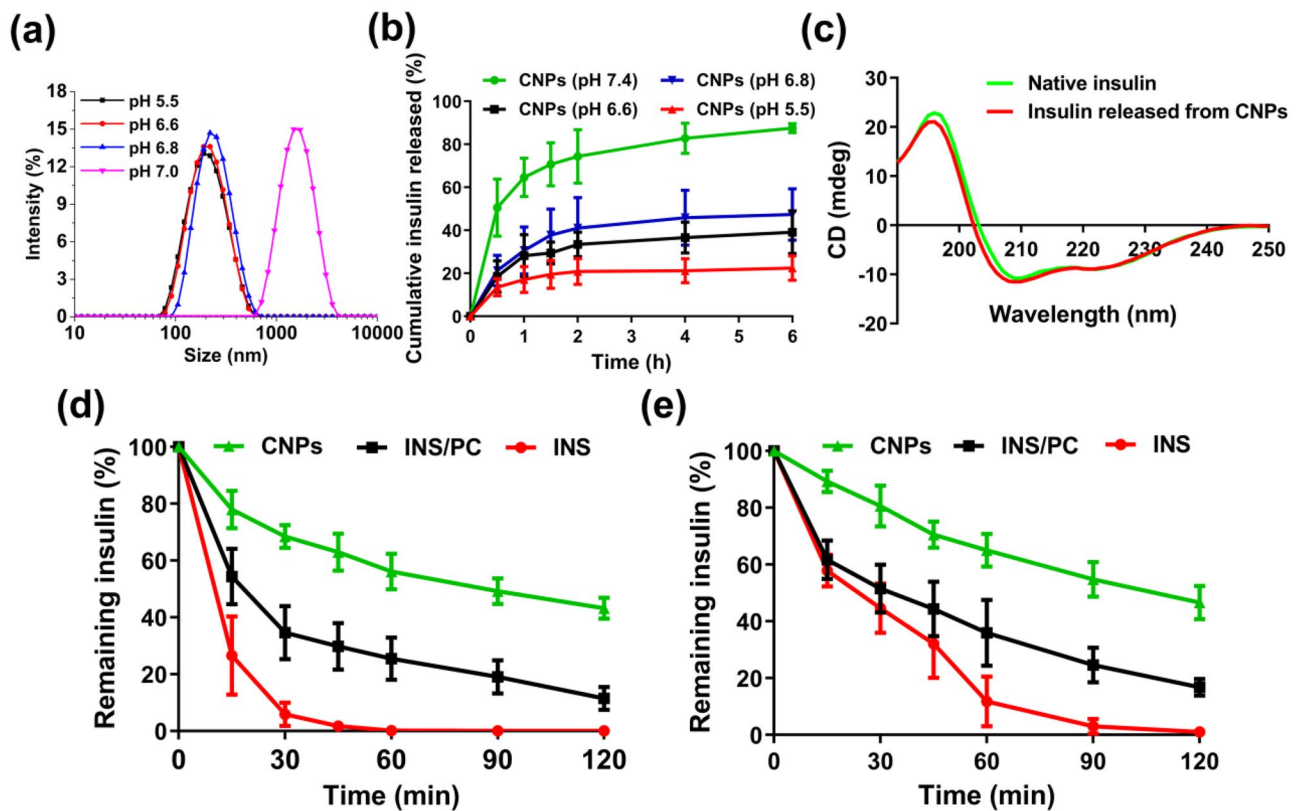 (a)
Intensity (%)
18
15
12
9
6
3
0
pH 5.5
pH 6.6
pH 6.8
pH 7.0
10 100 1000 10000
Size (nm)
(b)
Cumulative insulin released (%)
CNPs (pH 7.4) CNPs (pH 6.8)
CNPs (pH 6.6) CNPs (pH 5.5)
100
80
60
40
20
0
0 1 2 3 4 5 6
Time (h)
(c)
CD (mdeg)
Native insulin
Insulin released from CNPs
30
20
10
0
-10
-20
200 210 220 230 240 250
Wavelength (nm)
(d)
Remaining insulin (%)
CNPs INS/PC INS
100
80
60
40
20
0
0 30 60 90 120
Time (min)
(e)
Remaining insulin (%)
CNPs INS/PC INS
100
80
60
40
20
0
0 30 60 90 120
Time (min)